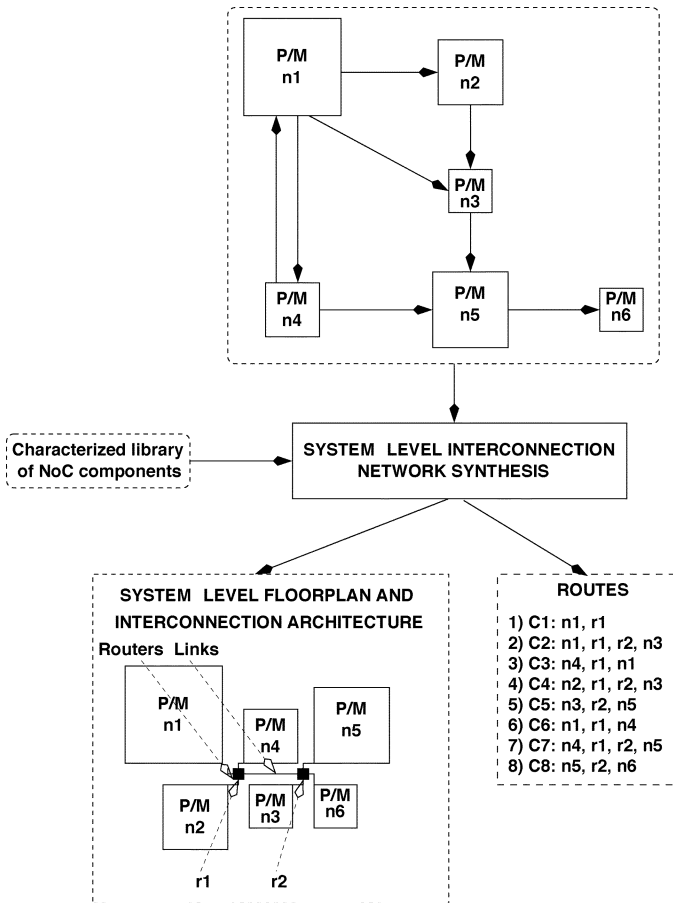 P/M
n1
P/M
n2
P/M
n3
P/M
n4
P/M
n5
P/M
n6
Characterized library
of NoC components
SYSTEM LEVEL INTERCONNECTION
NETWORK SYNTHESIS
SYSTEM LEVEL FLOORPLAN AND
INTERCONNECTION ARCHITECTURE
Routers Links
P/M
n1
P/M
n4
P/M
n5
P/M
n2
P/M
n3
P/M
n6
r1
r2
ROUTES
1) C1: n1, r1
2) C2: n1, r1, r2, n3
3) C3: n4, r1, n1
4) C4: n2, r1, r2, n3
5) C5: n3, r2, n5
6) C6: n1, r1, n4
7) C7: n4, r1, r2, n5
8) C8: n5, r2, n6